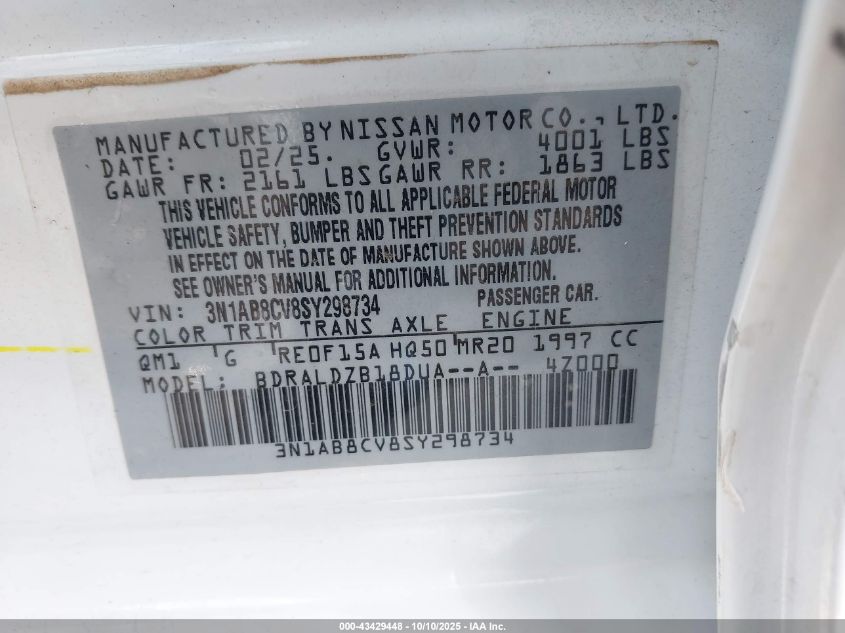 MANUFACTURED BY NISSAN MOTOR CO., LTD.
DATE: 02/25. GVWR: 4001 LBS
GAWR FR: 2161 LBS GAWR RR: 1863 LBS
THIS VEHICLE CONFORMS TO ALL APPLICABLE FEDERAL MOTOR
VEHICLE SAFETY, BUMPER AND THEFT PREVENTION STANDARDS
IN EFFECT ON THE DATE OF MANUFACTURE SHOWN ABOVE.
SEE OWNER'S MANUAL FOR ADDITIONAL INFORMATION.
VIN: 3N1AB8CV8SY298734 PASSENGER CAR.
COLOR TRIM TRANS AXLE ENGINE
QM1 G RE0F15A HQ50 MR20 1997 CC
MODEL: BDRALDZB18DUA--A-- 4Z000
3N1AB8CV8SY298734
000-43429448 - 10/10/2025 - IAA Inc.